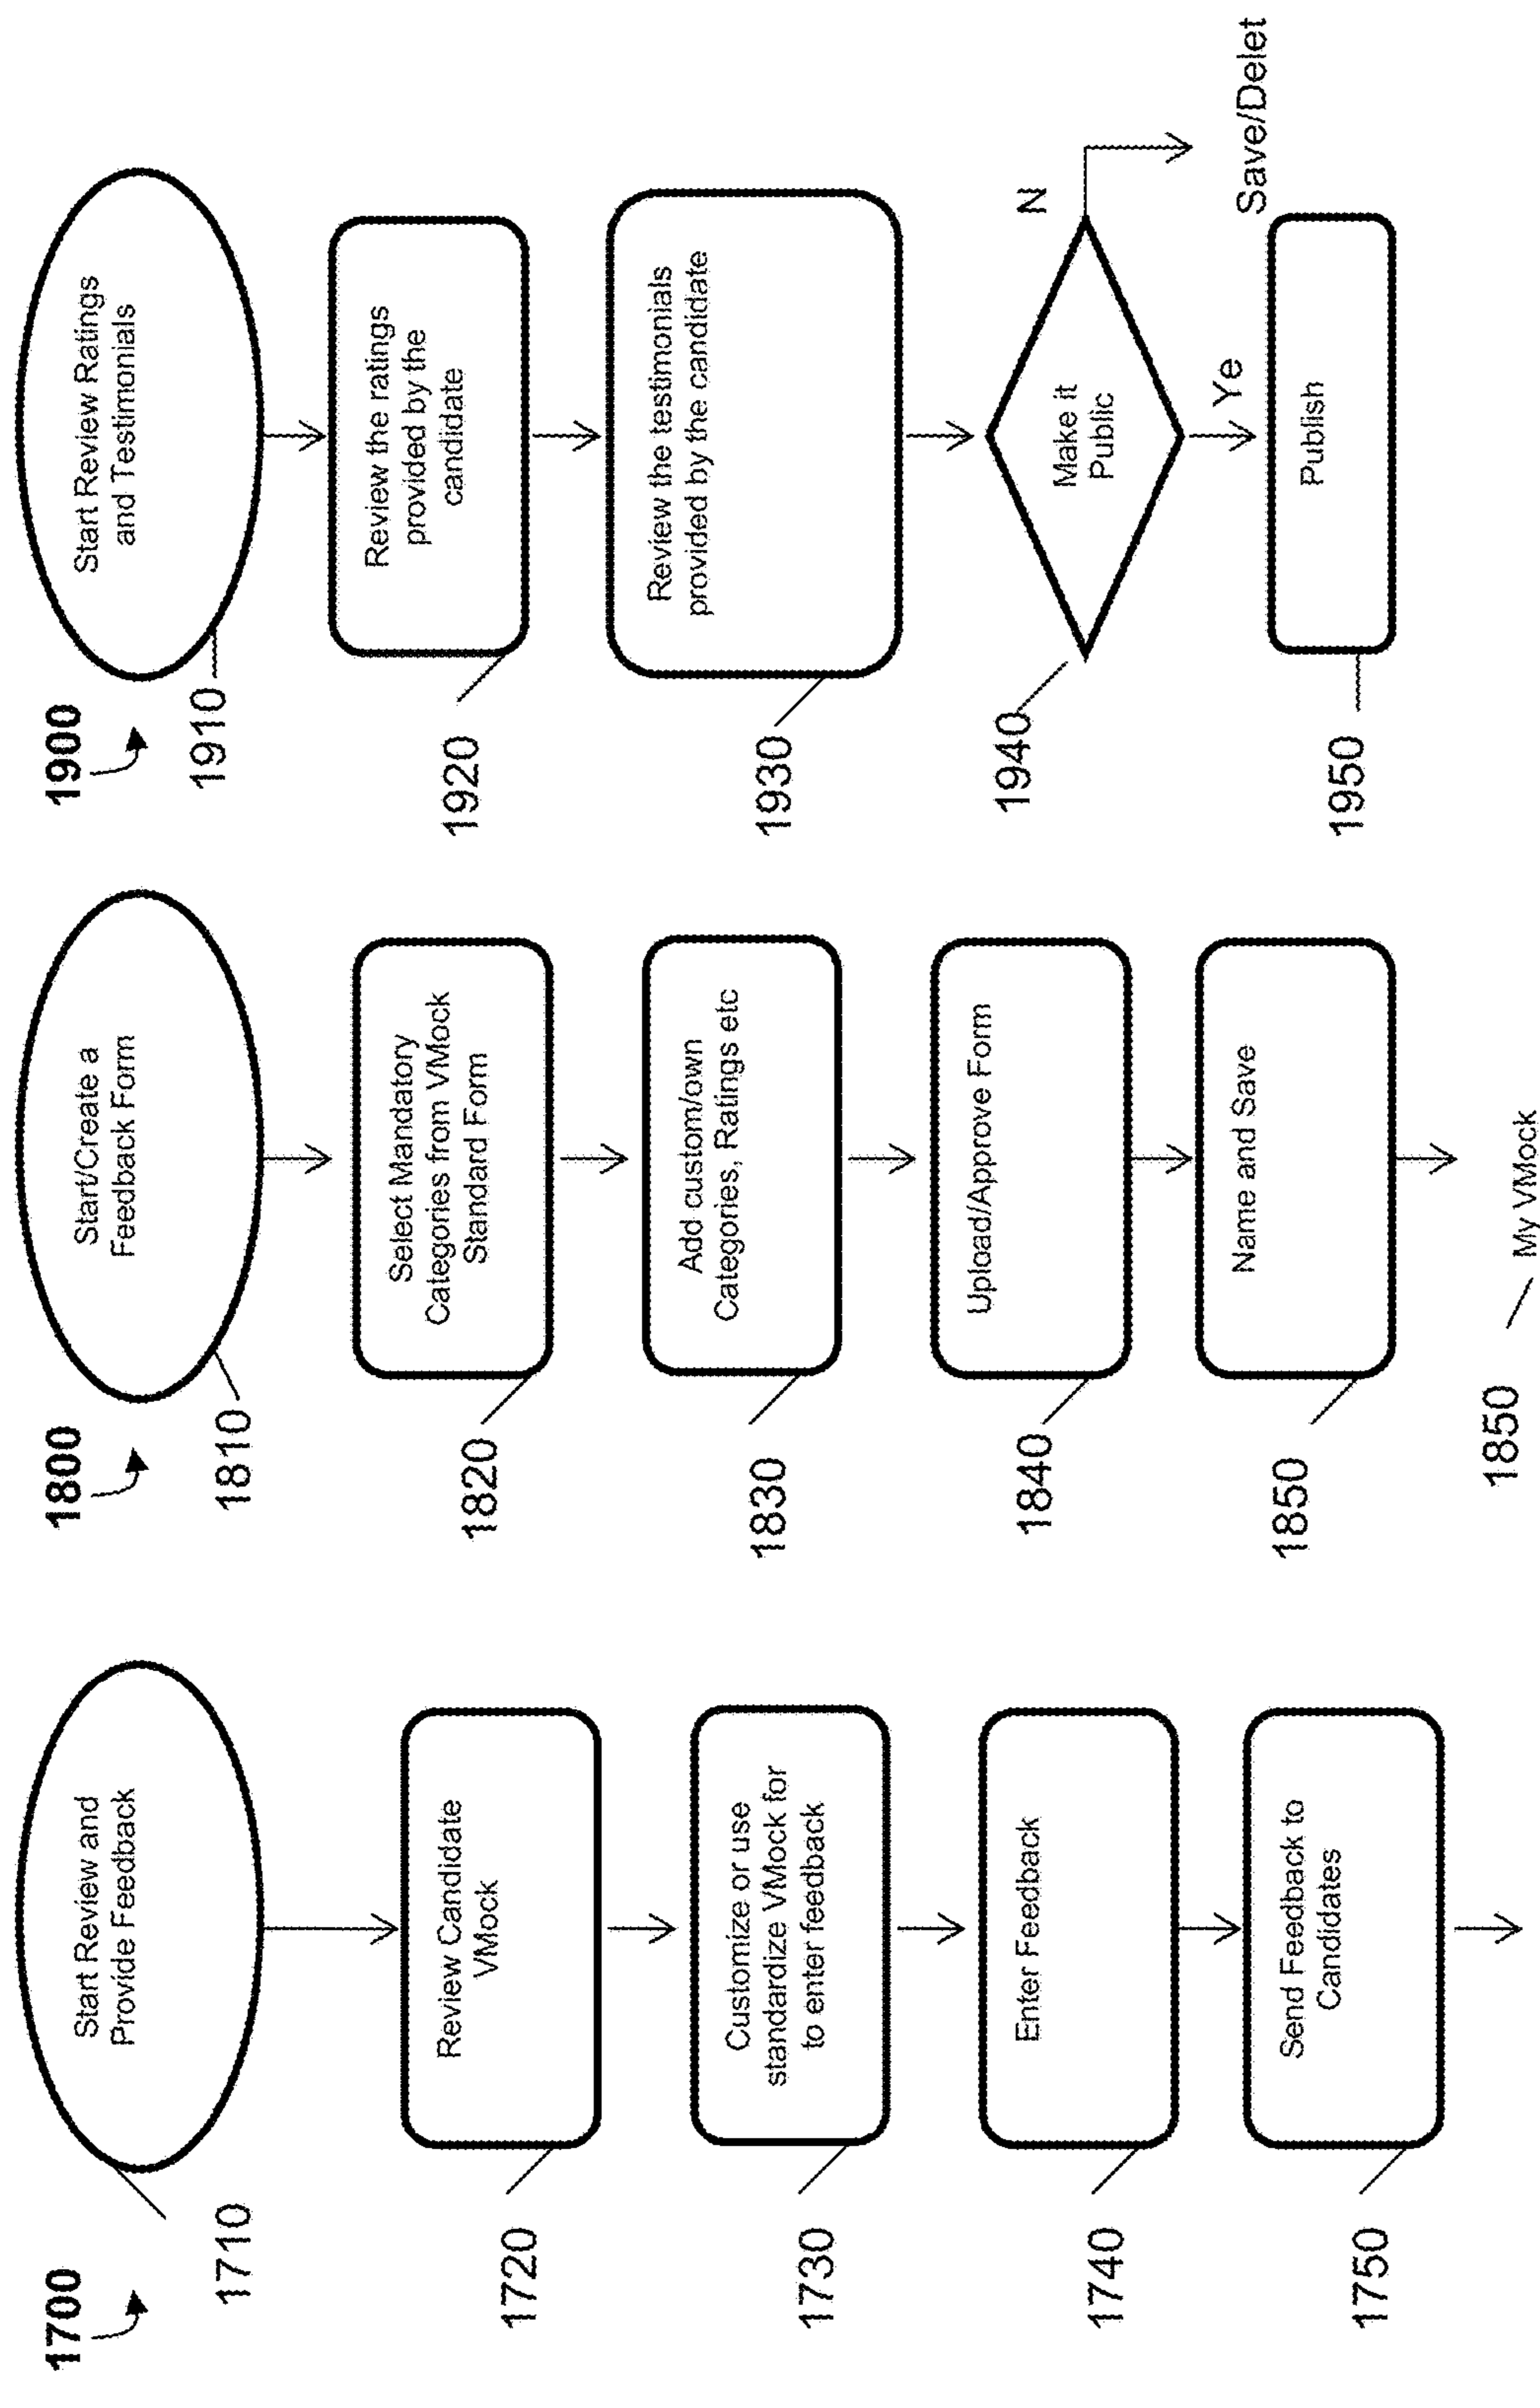 1700
1710
Start Review and
Provide Feedback
1720
Review Candidate
VMock
1730
Customize or use
standardize VMock for
to enter feedback
1740
Enter Feedback
1750
Send Feedback to
Candidates
1800
1810
Start/Create a
Feedback Form
1820
Select Mandatory
Categories from VMock
Standard Form
1830
Add custom/own
Categories, Ratings etc
1840
Upload/Approve Form
1850
Name and Save
1850
My VMock
1900
1910
Start Review Ratings
and Testimonials
1920
Review the ratings
provided by the
candidate
1930
Review the testimonials
provided by the candidate
1940
Make it
Public
N
Save/Delet
Ye
1950
Publish